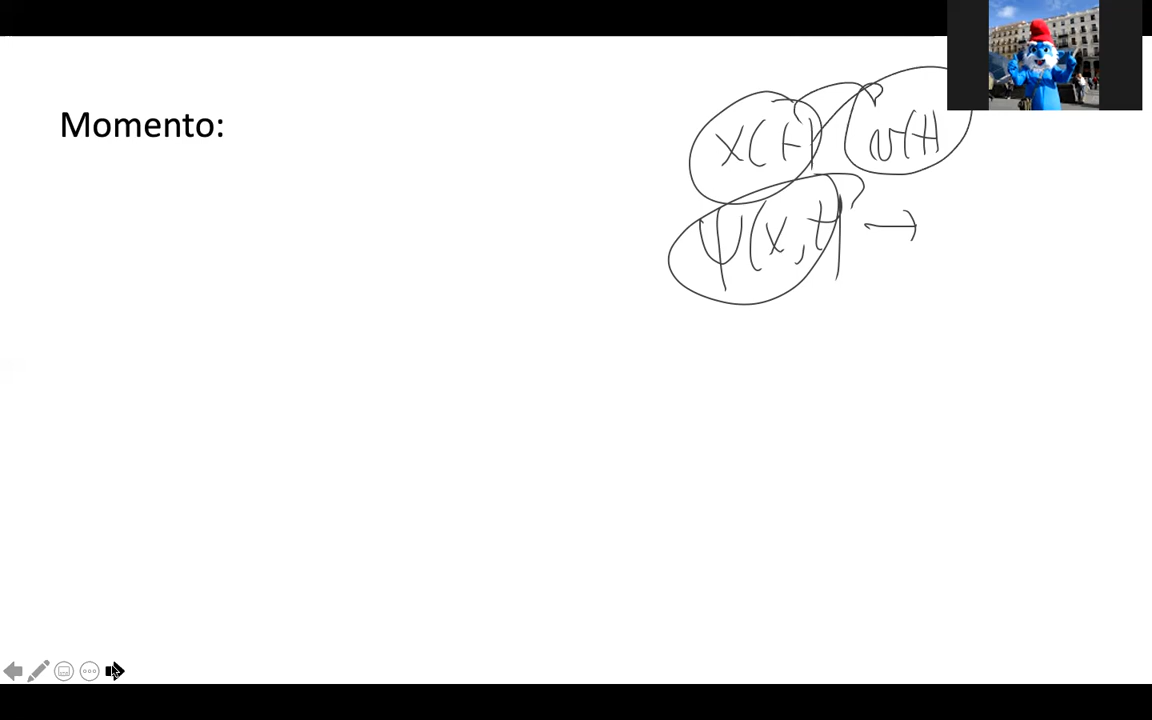 Momento:
x(t) v(t)
Ψ(x,t) →